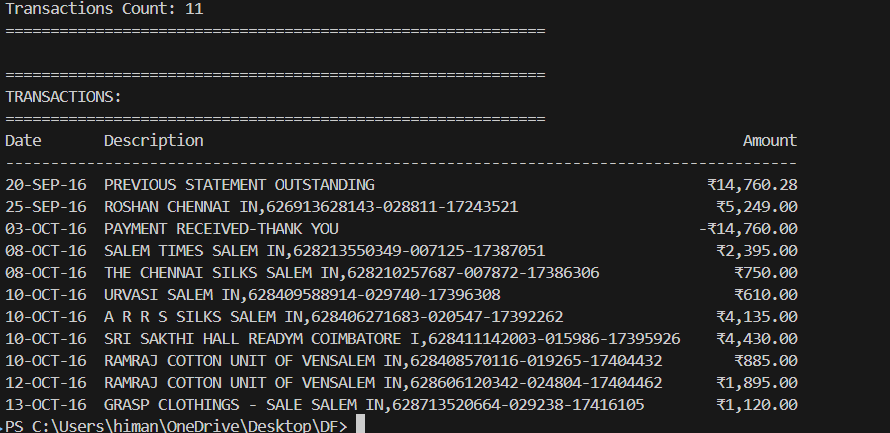 Transactions Count: 11
============================================================
============================================================
TRANSACTIONS:
============================================================
Date Description Amount
----------------------------------------------------------------------------------------
20-SEP-16 PREVIOUS STATEMENT OUTSTANDING ₹14,760.28
25-SEP-16 ROSHAN CHENNAI IN,626913628143-028811-17243521 ₹5,249.00
03-OCT-16 PAYMENT RECEIVED-THANK YOU -₹14,760.00
08-OCT-16 SALEM TIMES SALEM IN,628213550349-007125-17387051 ₹2,395.00
08-OCT-16 THE CHENNAI SILKS SALEM IN,628210257687-007872-17386306 ₹750.00
10-OCT-16 URVASI SALEM IN,628409588914-029740-17396308 ₹610.00
10-OCT-16 A R R S SILKS SALEM IN,628406271683-020547-17392262 ₹4,135.00
10-OCT-16 SRI SAKTHI HALL READYM COIMBATORE I,628411142003-015986-17395926 ₹4,430.00
10-OCT-16 RAMRAJ COTTON UNIT OF VENSALEM IN,628408570116-019265-17404432 ₹885.00
12-OCT-16 RAMRAJ COTTON UNIT OF VENSALEM IN,628606120342-024804-17404462 ₹1,895.00
13-OCT-16 GRASP CLOTHINGS - SALE SALEM IN,628713520664-029238-17416105 ₹1,120.00
PS C:\Users\himan\OneDrive\Desktop\DF>